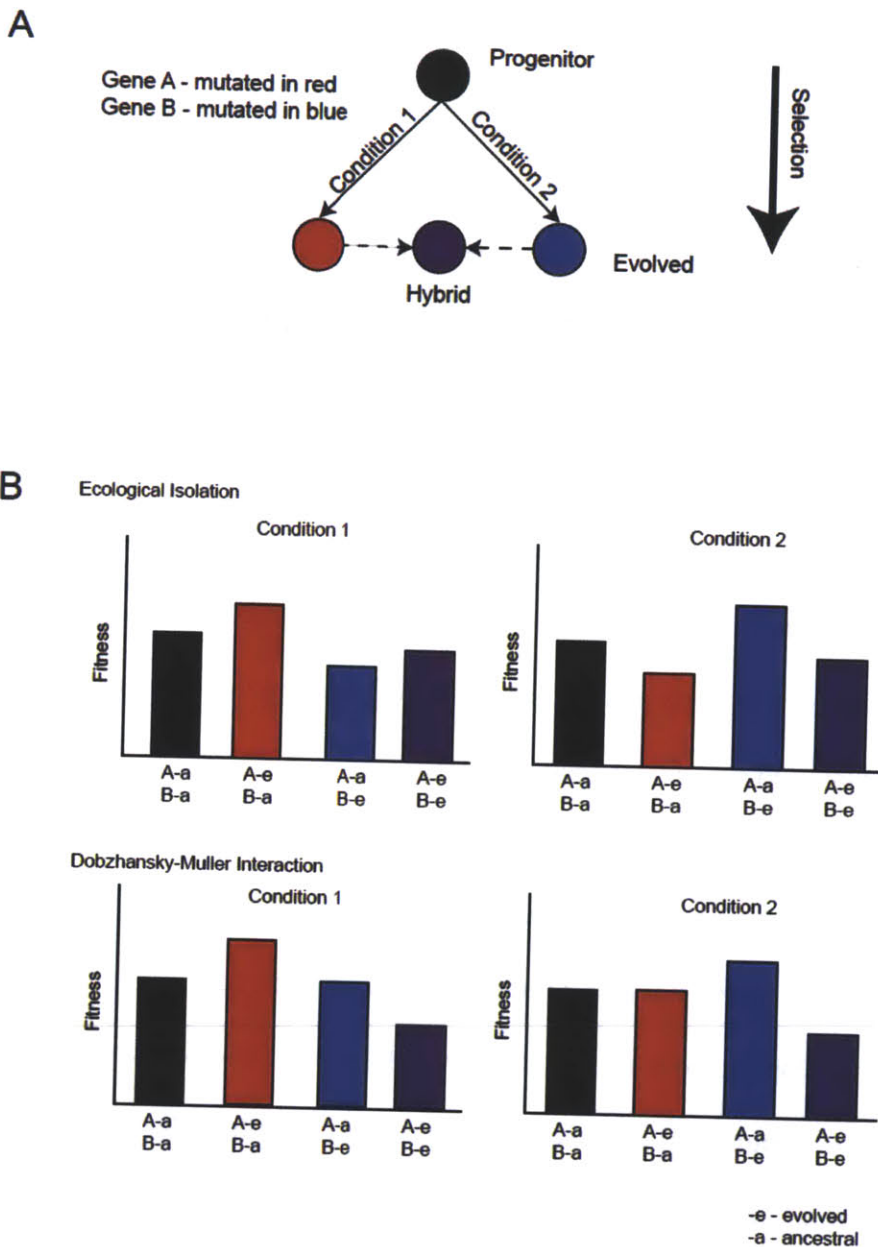 A
Progenitor
Gene A - mutated in red
Gene B - mutated in blue
Condition 1
Condition 2
Selection
Evolved
Hybrid
B
Ecological Isolation
Condition 1
Condition 2
Fitness
Fitness
A-a A-e A-a A-e
B-a B-a B-e B-e
A-a A-e A-a A-e
B-a B-a B-e B-e
Dobzhansky-Muller Interaction
Condition 1
Condition 2
Fitness
Fitness
A-a A-e A-a A-e
B-a B-a B-e B-e
A-a A-e A-a A-e
B-a B-a B-e B-e
-e - evolved
-a - ancestral